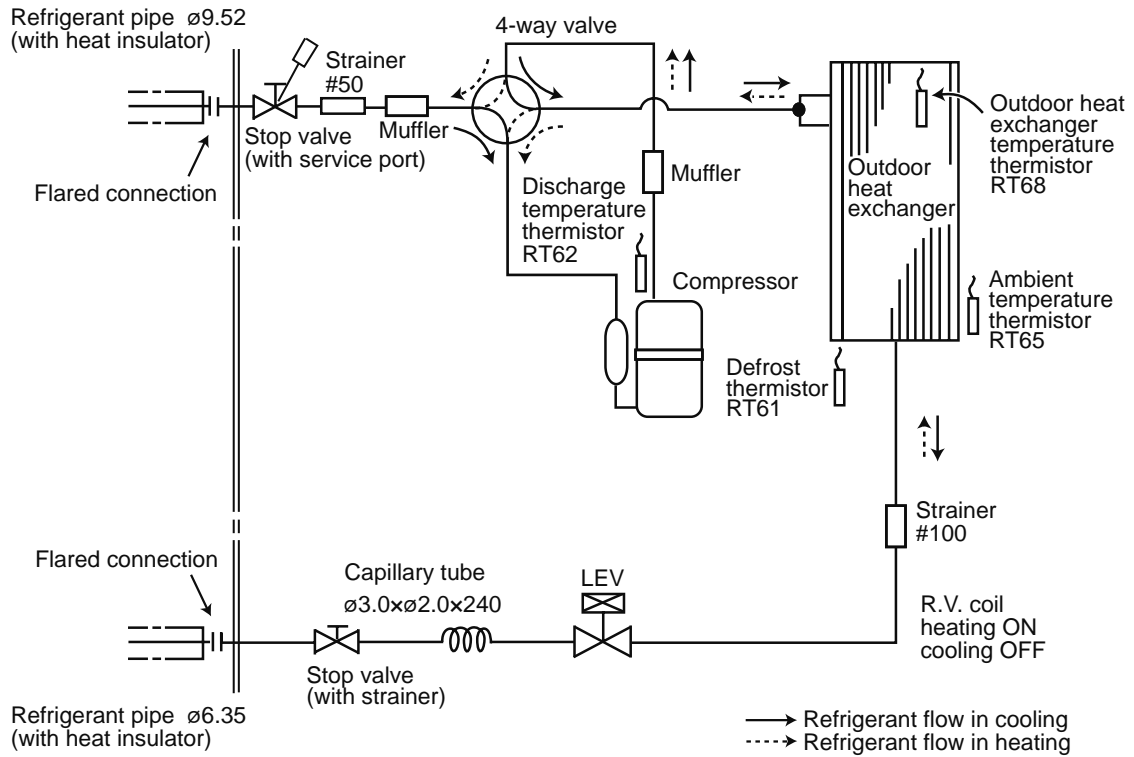 Refrigerant pipe ø9.52
(with heat insulator)
4-way valve
Strainer
#50
Stop valve
(with service port)
Muffler
Flared connection
Muffler
Discharge
temperature
thermistor
RT62
Compressor
Outdoor
heat
exchanger
Outdoor heat
exchanger
temperature
thermistor
RT68
Ambient
temperature
thermistor
RT65
Defrost
thermistor
RT61
Strainer
#100
Flared connection
Capillary tube
ø3.0×ø2.0×240
LEV
R.V. coil
heating ON
cooling OFF
Stop valve
(with strainer)
Refrigerant pipe ø6.35
(with heat insulator)
Refrigerant flow in cooling
Refrigerant flow in heating